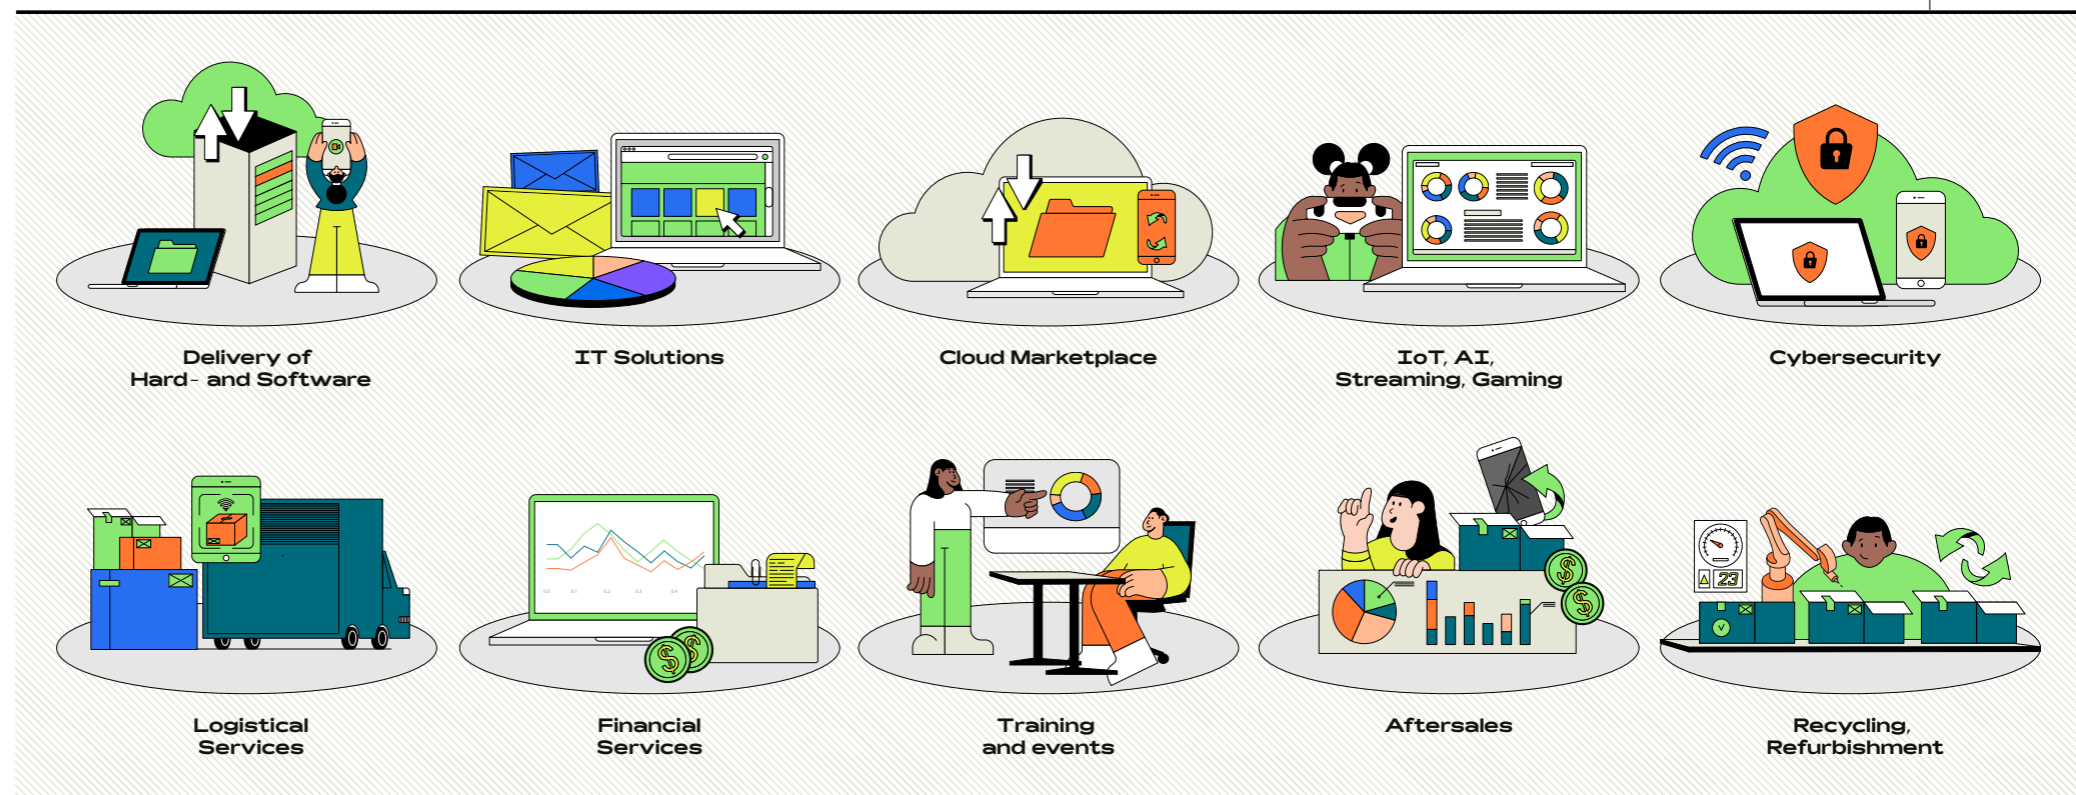 Delivery of
Hard- and Software
IT Solutions
Cloud Marketplace
IoT, AI,
Streaming, Gaming
Cybersecurity
23
Logistical
Services
Financial
Services
Training
and events
Aftersales
Recycling,
Refurbishment